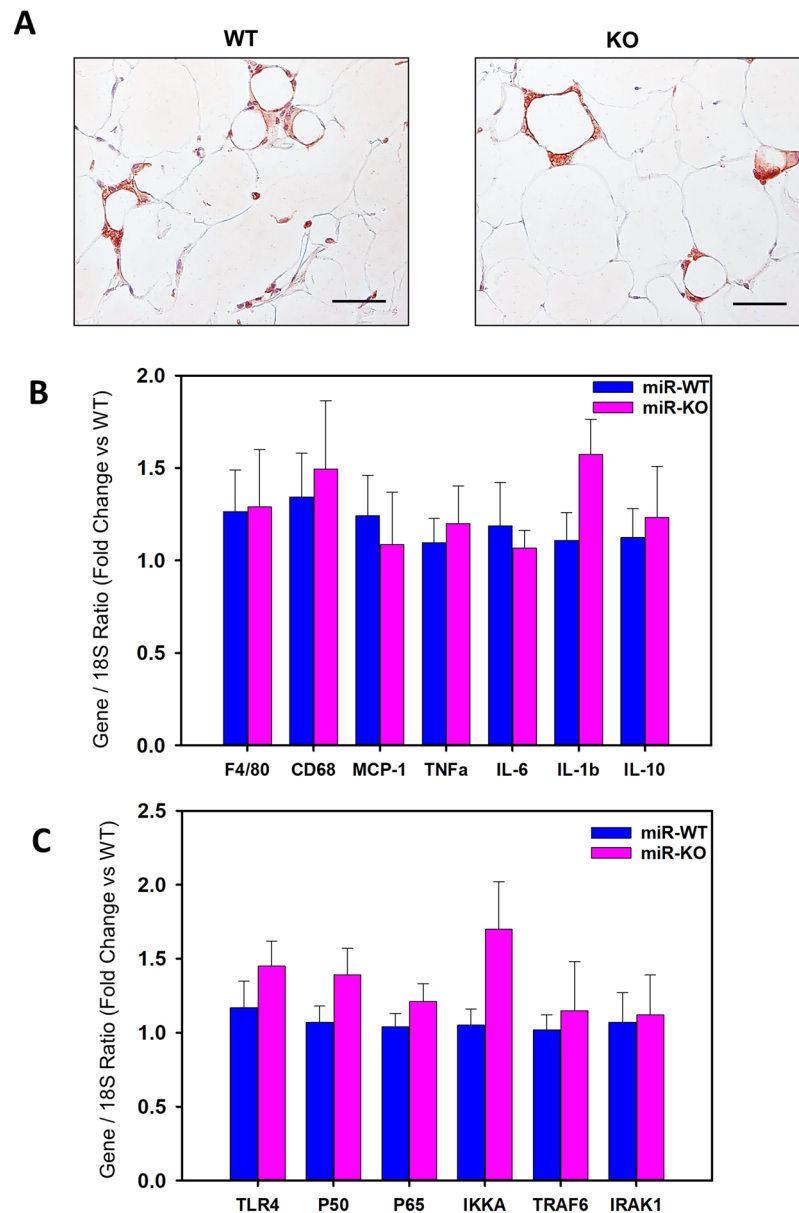 A
WT
KO
B
Gene / 18S Ratio (Fold Change vs WT)
2.0
1.5
1.0
0.5
0.0
miR-WT
miR-KO
F4/80 CD68 MCP-1 TNFa IL-6 IL-1b IL-10
C
Gene / 18S Ratio (Fold Change vs WT)
2.5
2.0
1.5
1.0
0.5
0.0
miR-WT
miR-KO
TLR4 P50 P65 IKKA TRAF6 IRAK1